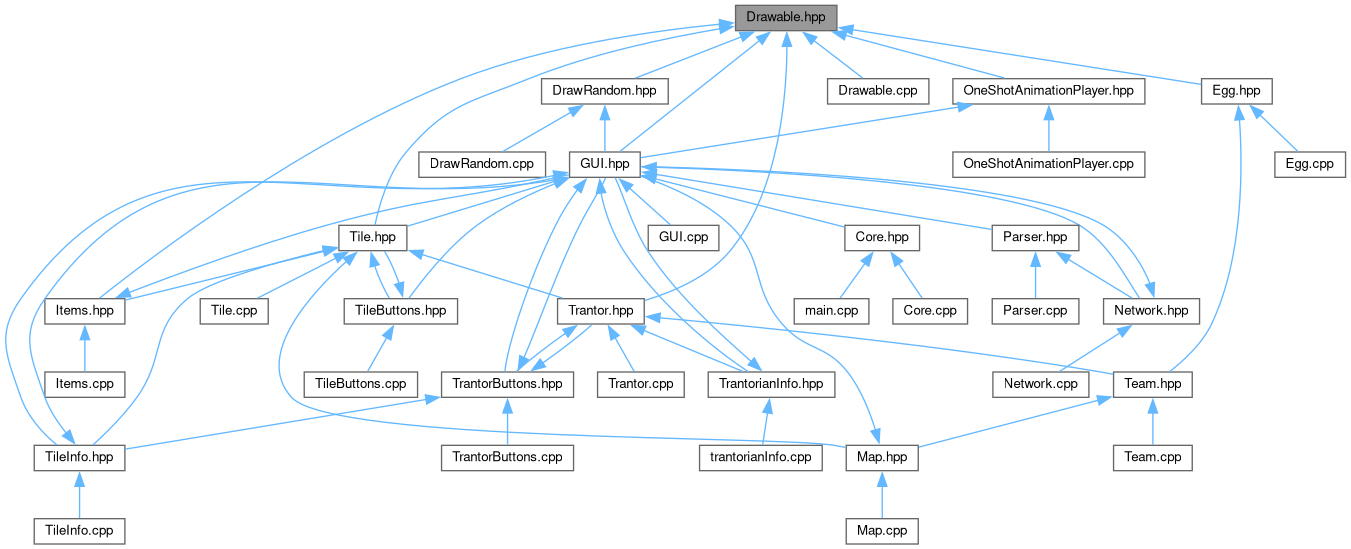 Drawable.hpp
DrawRandom.hpp
Drawable.cpp
OneShotAnimationPlayer.hpp
Egg.hpp
DrawRandom.cpp
GUI.hpp
OneShotAnimationPlayer.cpp
Egg.cpp
Tile.hpp
GUI.cpp
Core.hpp
Parser.hpp
Items.hpp
Tile.cpp
TileButtons.hpp
Trantor.hpp
main.cpp
Core.cpp
Parser.cpp
Network.hpp
Items.cpp
TileButtons.cpp
TrantorButtons.hpp
Trantor.cpp
TrantorianInfo.hpp
Network.cpp
Team.hpp
TileInfo.hpp
TrantorButtons.cpp
trantorianInfo.cpp
Map.hpp
Team.cpp
TileInfo.cpp
Map.cpp